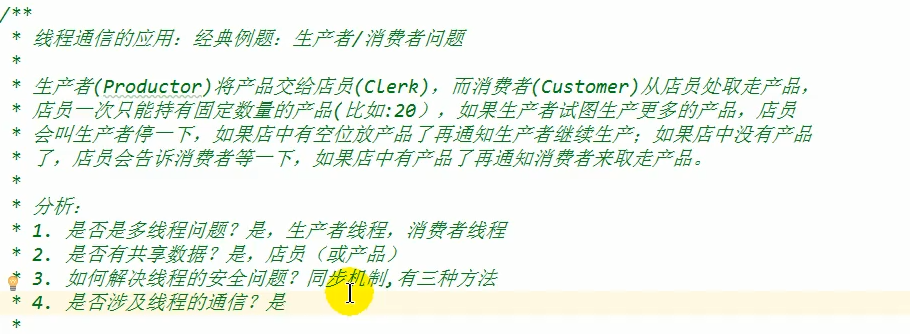 /**
* 线程通信的应用：经典例题：生产者/消费者问题
*
* 生产者(Productor)将产品交给店员(Clerk)，而消费者(Customer)从店员处取走产品，
* 店员一次只能持有固定数量的产品(比如:20），如果生产者试图生产更多的产品，店员
* 会叫生产者停一下，如果店中有空位放产品了再通知生产者继续生产；如果店中没有产品
* 了，店员会告诉消费者等一下，如果店中有产品了再通知消费者来取走产品。
*
* 分析：
* 1. 是否是多线程问题？是，生产者线程，消费者线程
* 2. 是否有共享数据？是，店员（或产品）
* 3. 如何解决线程的安全问题？同步机制,有三种方法
* 4. 是否涉及线程的通信？是
*